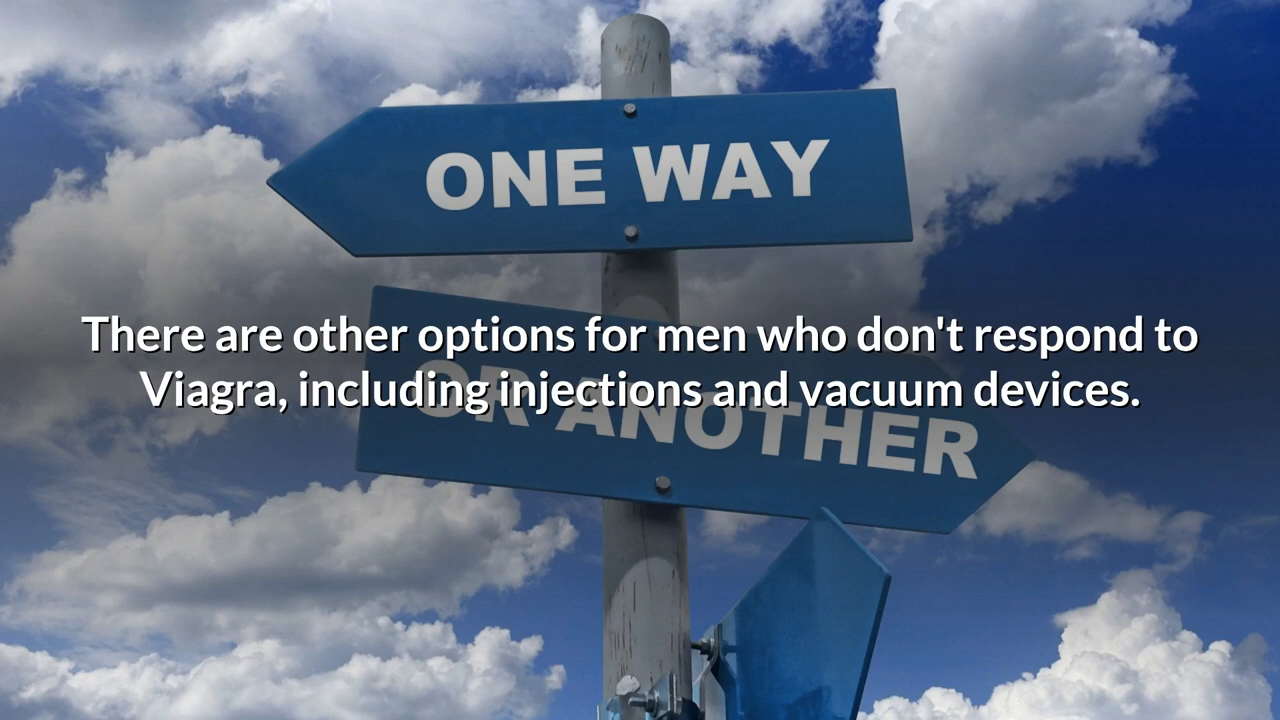 ONE WAY
There are other options for men who don't respond to
Viagra, including injections and vacuum devices.
OR ANOTHER